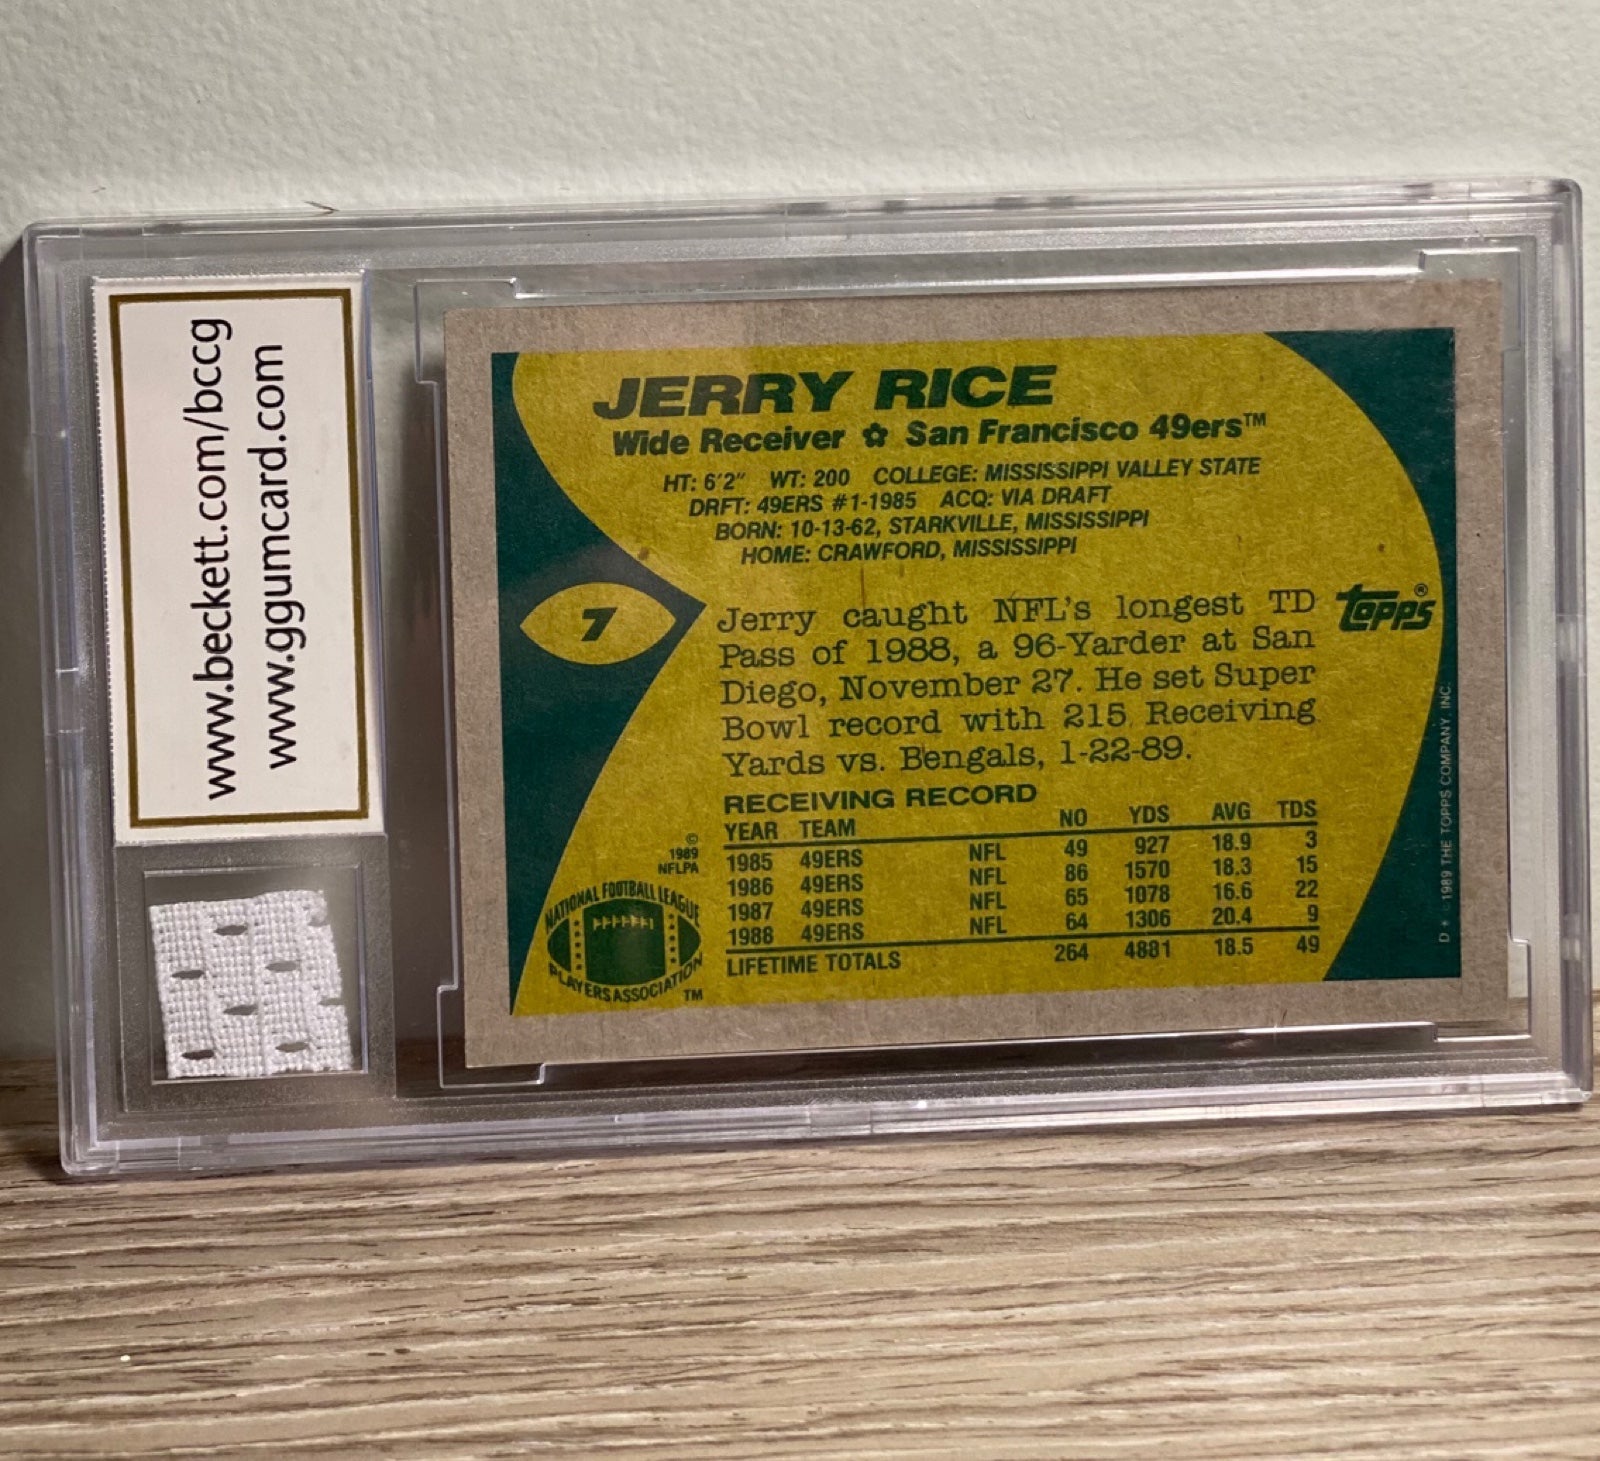 www.beckett.com/bccg
www.ggumcard.com
JERRY RICE
Wide Receiver ✿ San Francisco 49ers™
HT: 6'2" WT: 200 COLLEGE: MISSISSIPPI VALLEY STATE
DRFT: 49ERS #1-1985 ACQ: VIA DRAFT
BORN: 10-13-62, STARKVILLE, MISSISSIPPI
HOME: CRAWFORD, MISSISSIPPI
7
Jerry caught NFL's longest TD
Pass of 1988, a 96-Yarder at San
Diego, November 27. He set Super
Bowl record with 215 Receiving
Yards vs. Bengals, 1-22-89.
topps®
RECEIVING RECORD
YEAR TEAM NO YDS AVG TDS
1985 49ERS NFL 49 927 18.9 3
1986 49ERS NFL 86 1570 18.3 15
1987 49ERS NFL 65 1078 16.6 22
1988 49ERS NFL 64 1306 20.4 9
LIFETIME TOTALS 264 4881 18.5 49
©
1989
NFLPA
NATIONAL FOOTBALL LEAGUE
PLAYERS ASSOCIATION
TM
D* 1989 THE TOPPS COMPANY, INC.